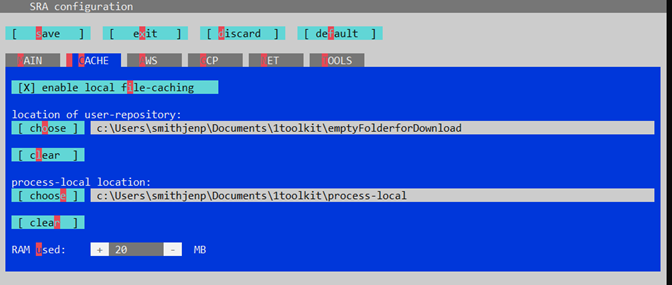 SRA configuration
[ save ] [ exit ] [ discard ] [ default ]
MAIN CACHE AWS GCP NET TOOLS
[X] enable local file-caching
location of user-repository:
[ choose ] c:\Users\smithjenp\Documents\1toolkit\emptyFolderforDownload
[ clear ]
process-local location:
[ choose ] c:\Users\smithjenp\Documents\1toolkit\process-local
[ clear ]
RAM used: + 20 - MB